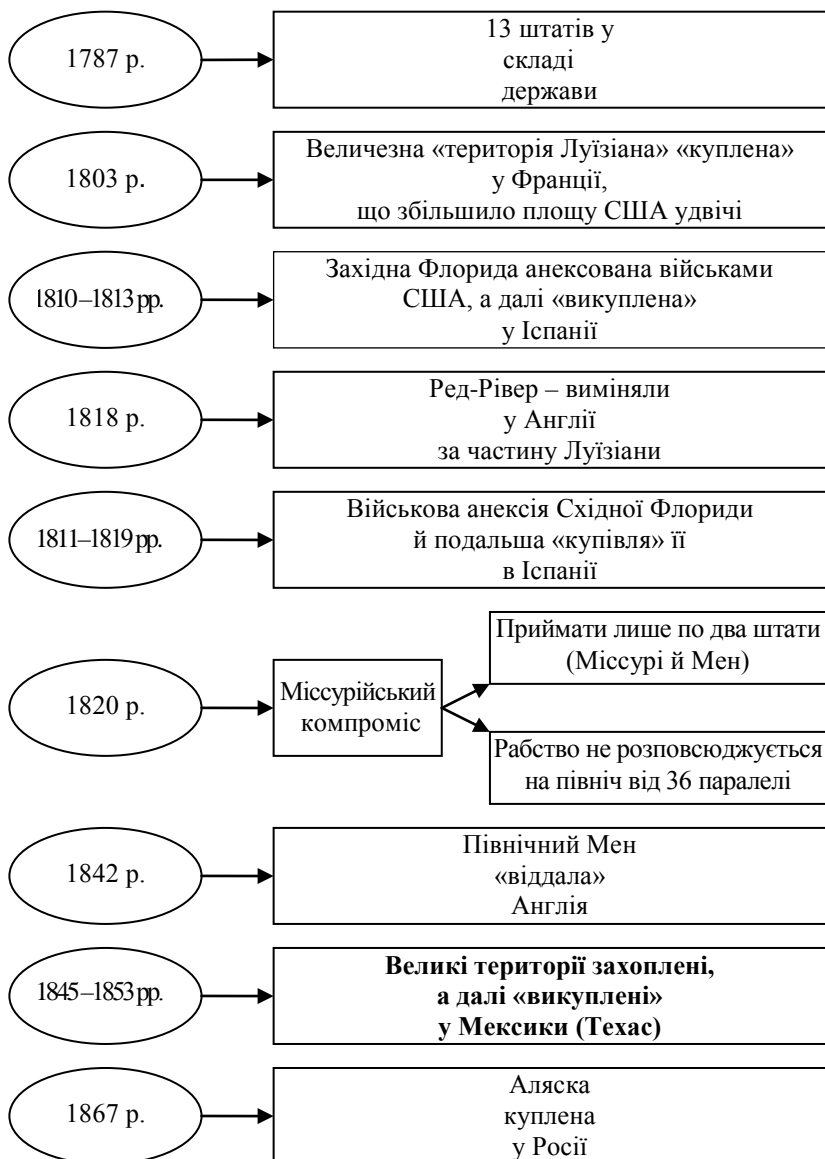 1787 р.
13 штатів у
складі
держави
1803 р.
Величезна «територія Луїзіана» «куплена»
у Франції,
що збільшило площу США удвічі
1810–1813 рр.
Західна Флорида анексована військами
США, а далі «викуплена»
у Іспанії
1818 р.
Ред-Рівер – виміняли
у Англії
за частину Луїзіани
1811–1819 рр.
Військова анексія Східної Флориди
й подальша «купівля» її
в Іспанії
1820 р.
Міссурійський
компроміс
Приймати лише по два штати
(Міссурі й Мен)
Рабство не розповсюджується
на північ від 36 паралелі
1842 р.
Північний Мен
«віддала»
Англія
1845–1853 рр.
Великі території захоплені,
а далі «викуплені»
у Мексики (Техас)
1867 р.
Аляска
куплена
у Росії